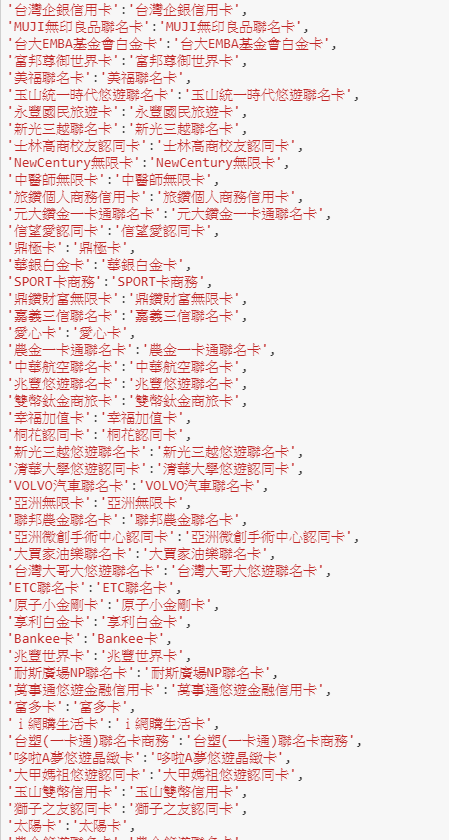 '台灣企銀信用卡':'台灣企銀信用卡',
'MUJI無印良品聯名卡':'MUJI無印良品聯名卡',
'台大EMBA基金會白金卡':'台大EMBA基金會白金卡',
'富邦尊御世界卡':'富邦尊御世界卡',
'美福聯名卡':'美福聯名卡',
'玉山統一時代悠遊聯名卡':'玉山統一時代悠遊聯名卡',
'永豐國民旅遊卡':'永豐國民旅遊卡',
'新光三越聯名卡':'新光三越聯名卡',
'士林高商校友認同卡':'士林高商校友認同卡',
'NewCentury無限卡':'NewCentury無限卡',
'中醫師無限卡':'中醫師無限卡',
'旅鑽個人商務信用卡':'旅鑽個人商務信用卡',
'元大鑽金一卡通聯名卡':'元大鑽金一卡通聯名卡',
'信望愛認同卡':'信望愛認同卡',
'鼎極卡':'鼎極卡',
'華銀白金卡':'華銀白金卡',
'SPORT卡商務':'SPORT卡商務',
'鼎鑽財富無限卡':'鼎鑽財富無限卡',
'嘉義三信聯名卡':'嘉義三信聯名卡',
'愛心卡':'愛心卡',
'農金一卡通聯名卡':'農金一卡通聯名卡',
'中華航空聯名卡':'中華航空聯名卡',
'兆豐悠遊聯名卡':'兆豐悠遊聯名卡',
'雙幣鈦金商旅卡':'雙幣鈦金商旅卡',
'幸福加值卡':'幸福加值卡',
'桐花認同卡':'桐花認同卡',
'新光三越悠遊聯名卡':'新光三越悠遊聯名卡',
'清華大學悠遊認同卡':'清華大學悠遊認同卡',
'VOLVO汽車聯名卡':'VOLVO汽車聯名卡',
'亞洲無限卡':'亞洲無限卡',
'聯邦農金聯名卡':'聯邦農金聯名卡',
'亞洲微創手術中心認同卡':'亞洲微創手術中心認同卡',
'大買家油樂聯名卡':'大買家油樂聯名卡',
'台灣大哥大悠遊聯名卡':'台灣大哥大悠遊聯名卡',
'ETC聯名卡':'ETC聯名卡',
'原子小金剛卡':'原子小金剛卡',
'享利白金卡':'享利白金卡',
'Bankee卡':'Bankee卡',
'兆豐世界卡':'兆豐世界卡',
'耐斯廣場NP聯名卡':'耐斯廣場NP聯名卡',
'萬事通悠遊金融信用卡':'萬事通悠遊金融信用卡',
'富多卡':'富多卡',
'ｉ網購生活卡':'ｉ網購生活卡',
'台塑(一卡通)聯名卡商務':'台塑(一卡通)聯名卡商務',
'哆啦A夢悠遊晶緻卡':'哆啦A夢悠遊晶緻卡',
'大甲媽祖悠遊認同卡':'大甲媽祖悠遊認同卡',
'玉山雙幣信用卡':'玉山雙幣信用卡',
'獅子之友認同卡':'獅子之友認同卡',
'太陽卡':'太陽卡',